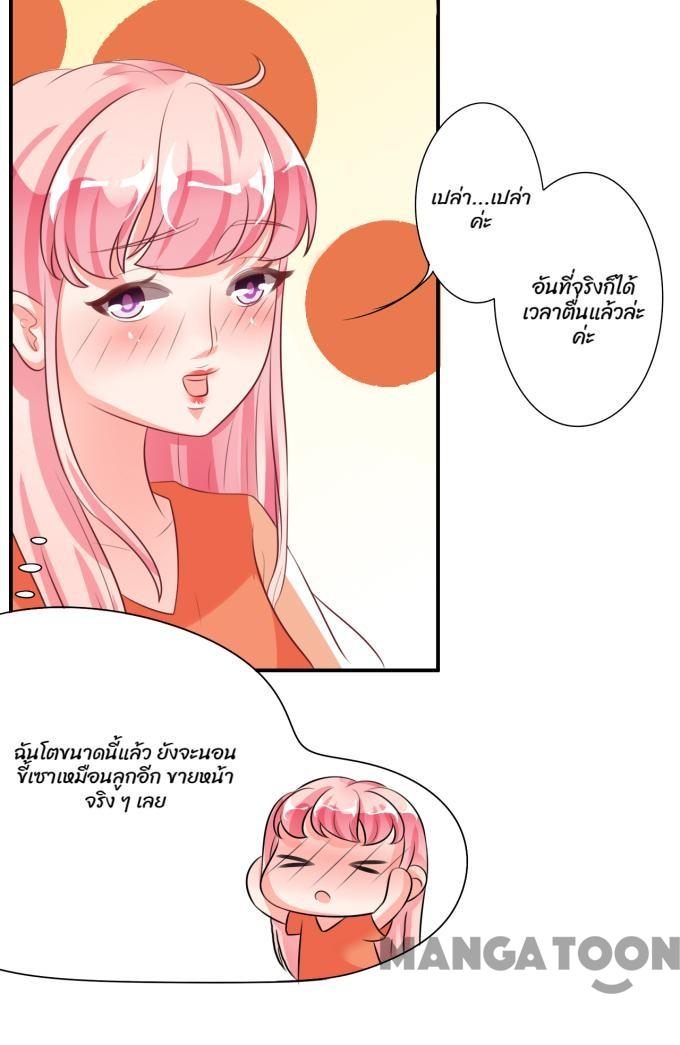 เปล่า...เปล่า
ค่ะ
อันที่จริงก็ได้
เวลาตื่นแล้วล่ะ
ค่ะ
ฉันโตขนาดนี้แล้ว ยังจะนอน
ขี้เซาเหมือนลูกอีก ขายหน้า
จริง ๆ เลย
MANGATOON